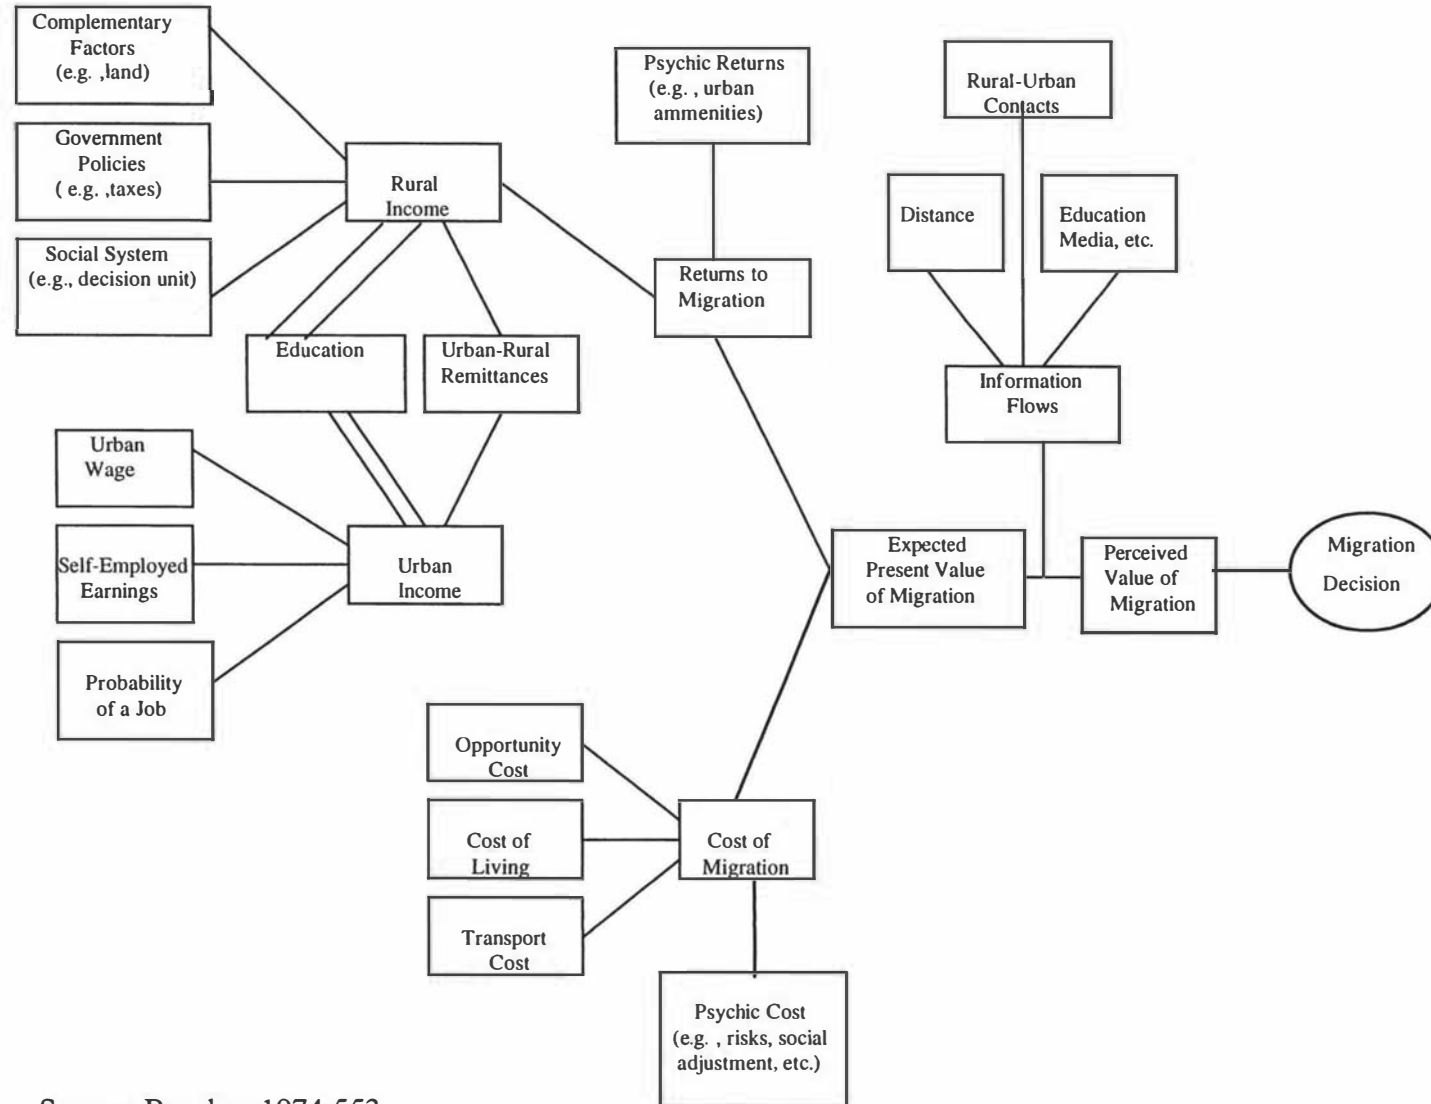 Complementary
Factors
(e.g. ,land)
Government
Policies
( e.g. ,taxes)
Social System
(e.g., decision unit)
Rural
Income
Education
Urban-Rural
Remittances
Urban
Wage
Self-Employed
Earnings
Probability
of a Job
Urban
Income
Psychic Returns
(e.g. , urban
ammenities)
Returns to
Migration
Rural-Urban
Contacts
Distance
Education
Media, etc.
Information
Flows
Expected
Present Value
of Migration
Perceived
Value of
Migration
Migration
Decision
Opportunity
Cost
Cost of
Living
Transport
Cost
Cost of
Migration
Psychic Cost
(e.g. , risks, social
adjustment, etc.)
1974